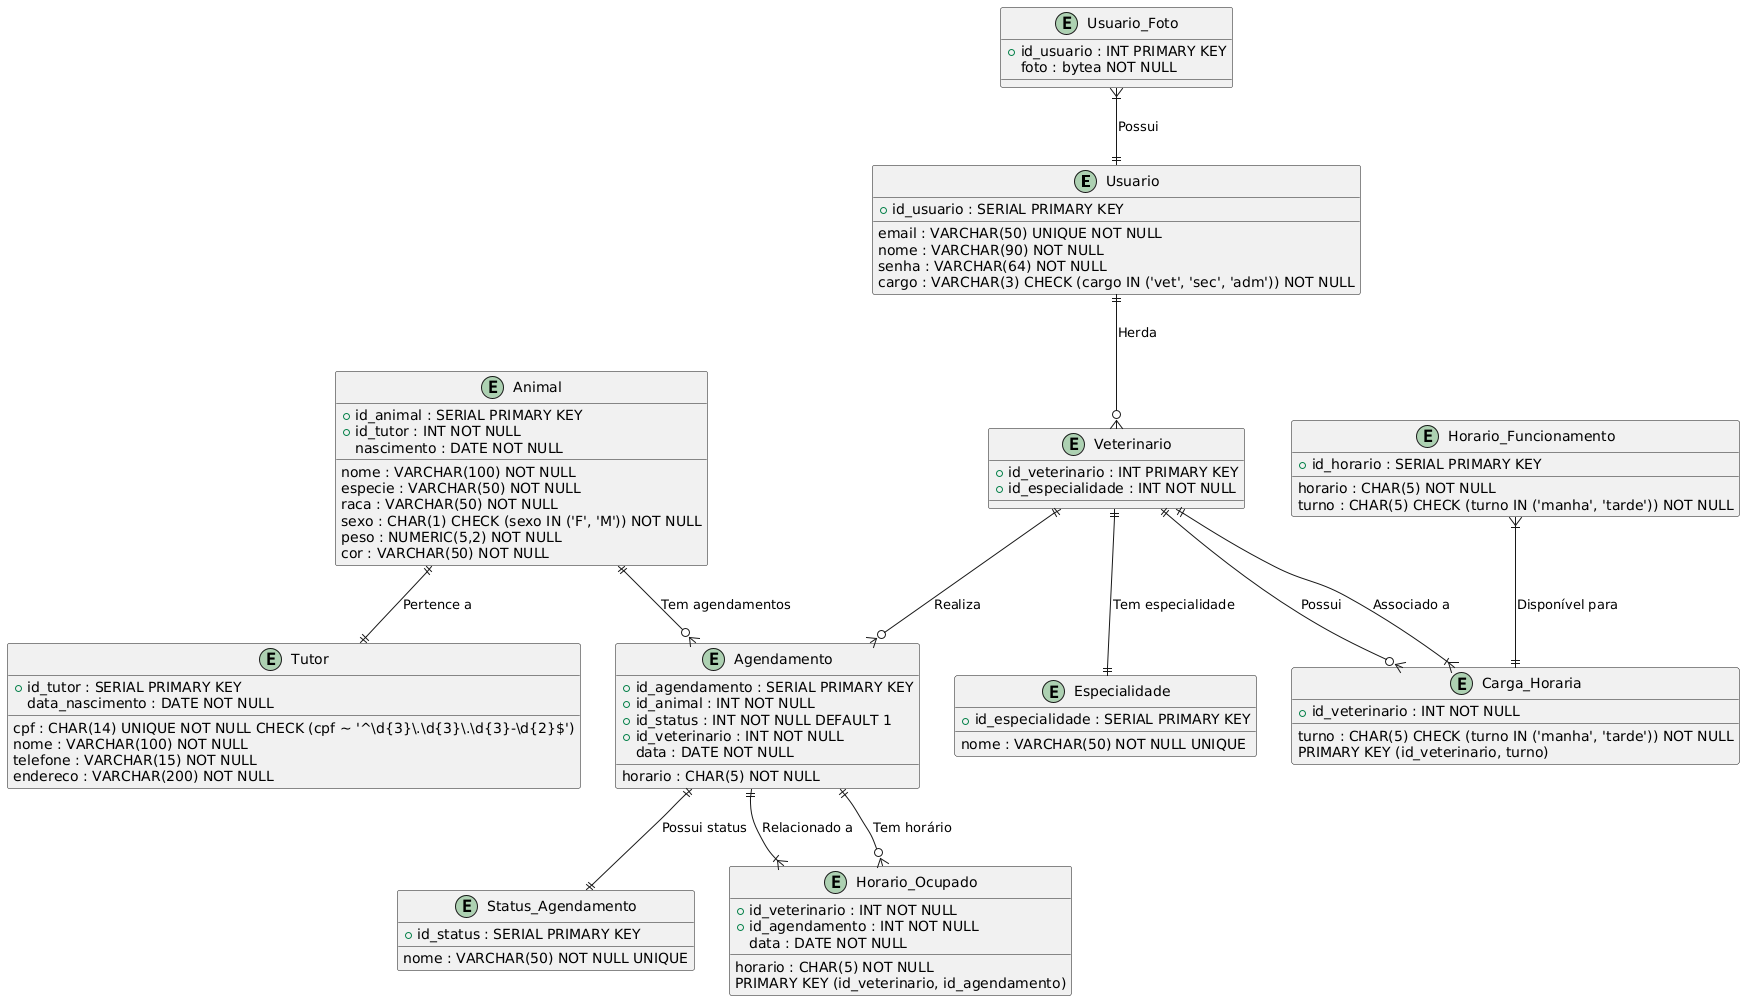 E Usuario_Foto
id_usuario : INT PRIMARY KEY
foto : bytea NOT NULL
Possui
E Usuario
id_usuario : SERIAL PRIMARY KEY
email : VARCHAR(50) UNIQUE NOT NULL
nome : VARCHAR(90) NOT NULL
senha : VARCHAR(64) NOT NULL
cargo : VARCHAR(3) CHECK (cargo IN ('vet', 'sec', 'adm')) NOT NULL
Herda
E Animal
id_animal : SERIAL PRIMARY KEY
id_tutor : INT NOT NULL
nascimento : DATE NOT NULL
nome : VARCHAR(100) NOT NULL
especie : VARCHAR(50) NOT NULL
raca : VARCHAR(50) NOT NULL
sexo : CHAR(1) CHECK (sexo IN ('F', 'M')) NOT NULL
peso : NUMERIC(5,2) NOT NULL
cor : VARCHAR(50) NOT NULL
E Veterinario
id_veterinario : INT PRIMARY KEY
id_especialidade : INT NOT NULL
E Horario_Funcionamento
id_horario : SERIAL PRIMARY KEY
horario : CHAR(5) NOT NULL
turno : CHAR(5) CHECK (turno IN ('manha', 'tarde')) NOT NULL
Pertence a
Tem agendamentos
Realiza
Tem especialidade
Possui
Associado a
Disponível para
E Tutor
id_tutor : SERIAL PRIMARY KEY
data_nascimento : DATE NOT NULL
cpf : CHAR(14) UNIQUE NOT NULL CHECK (cpf ~ '^\d{3}\.\d{3}\.\d{3}-\d{2}$')
nome : VARCHAR(100) NOT NULL
telefone : VARCHAR(15) NOT NULL
endereco : VARCHAR(200) NOT NULL
E Agendamento
id_agendamento : SERIAL PRIMARY KEY
id_animal : INT NOT NULL
id_status : INT NOT NULL DEFAULT 1
id_veterinario : INT NOT NULL
data : DATE NOT NULL
horario : CHAR(5) NOT NULL
E Especialidade
id_especialidade : SERIAL PRIMARY KEY
nome : VARCHAR(50) NOT NULL UNIQUE
E Carga_Horaria
id_veterinario : INT NOT NULL
turno : CHAR(5) CHECK (turno IN ('manha', 'tarde')) NOT NULL
PRIMARY KEY (id_veterinario, turno)
Possui status
Relacionado a
Tem horário
E Status_Agendamento
id_status : SERIAL PRIMARY KEY
nome : VARCHAR(50) NOT NULL UNIQUE
E Horario_Ocupado
id_veterinario : INT NOT NULL
id_agendamento : INT NOT NULL
data : DATE NOT NULL
horario : CHAR(5) NOT NULL
PRIMARY KEY (id_veterinario, id_agendamento)